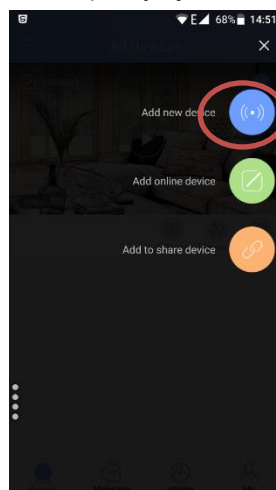 E 68% 14:51
All devices
Add new device
Add online device
Add to share device